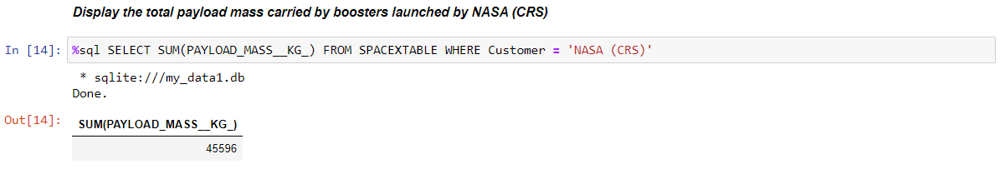 Display the total payload mass carried by boosters launched by NASA (CRS)
In [14]: %sql SELECT SUM(PAYLOAD_MASS__KG_) FROM SPACEXTABLE WHERE Customer = 'NASA (CRS)'
* sqlite:///my_data1.db
Done.
Out[14]: SUM(PAYLOAD_MASS__KG_)
45596